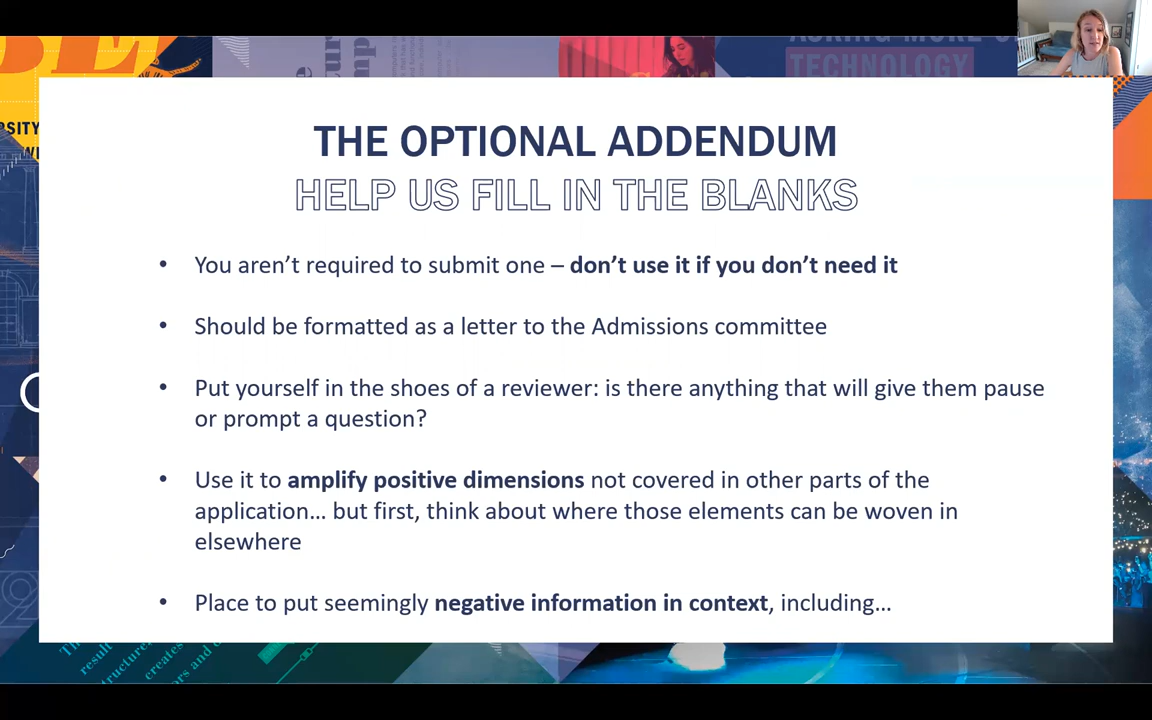 ASKING MORE
TECHNOLOGY
THE OPTIONAL ADDENDUM
HELP US FILL IN THE BLANKS
• You aren’t required to submit one – don’t use it if you don’t need it
• Should be formatted as a letter to the Admissions committee
• Put yourself in the shoes of a reviewer: is there anything that will give them pause
or prompt a question?
• Use it to amplify positive dimensions not covered in other parts of the
application… but first, think about where those elements can be woven in
elsewhere
• Place to put seemingly negative information in context, including…